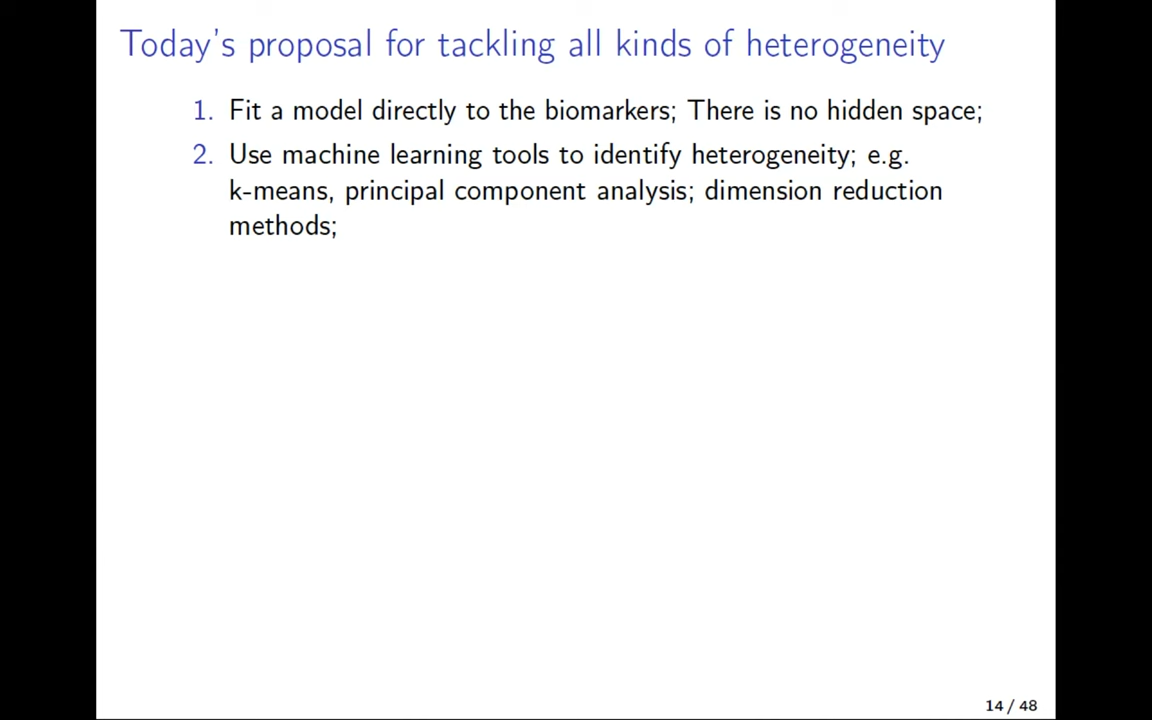 Today's proposal for tackling all kinds of heterogeneity
1. Fit a model directly to the biomarkers; There is no hidden space;
2. Use machine learning tools to identify heterogeneity; e.g.
k-means, principal component analysis; dimension reduction
methods;
14 / 48